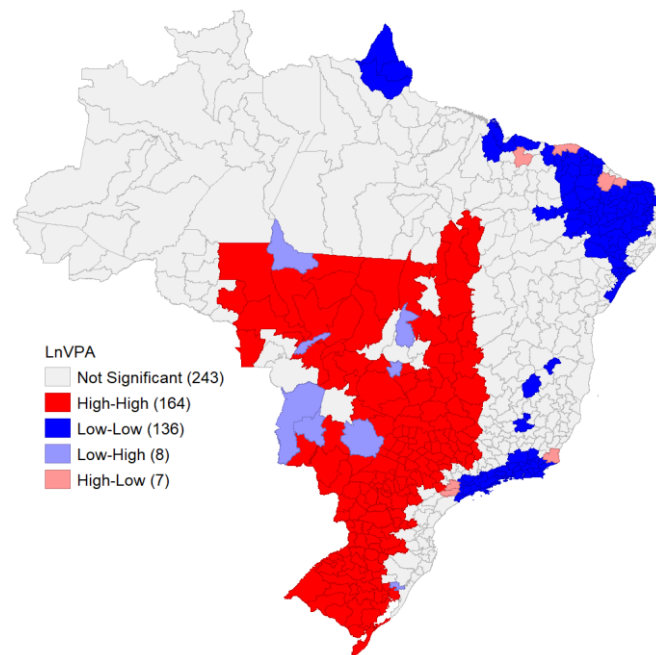 LnVPA
Not Significant (243)
High-High (164)
Low-Low (136)
Low-High (8)
High-Low (7)